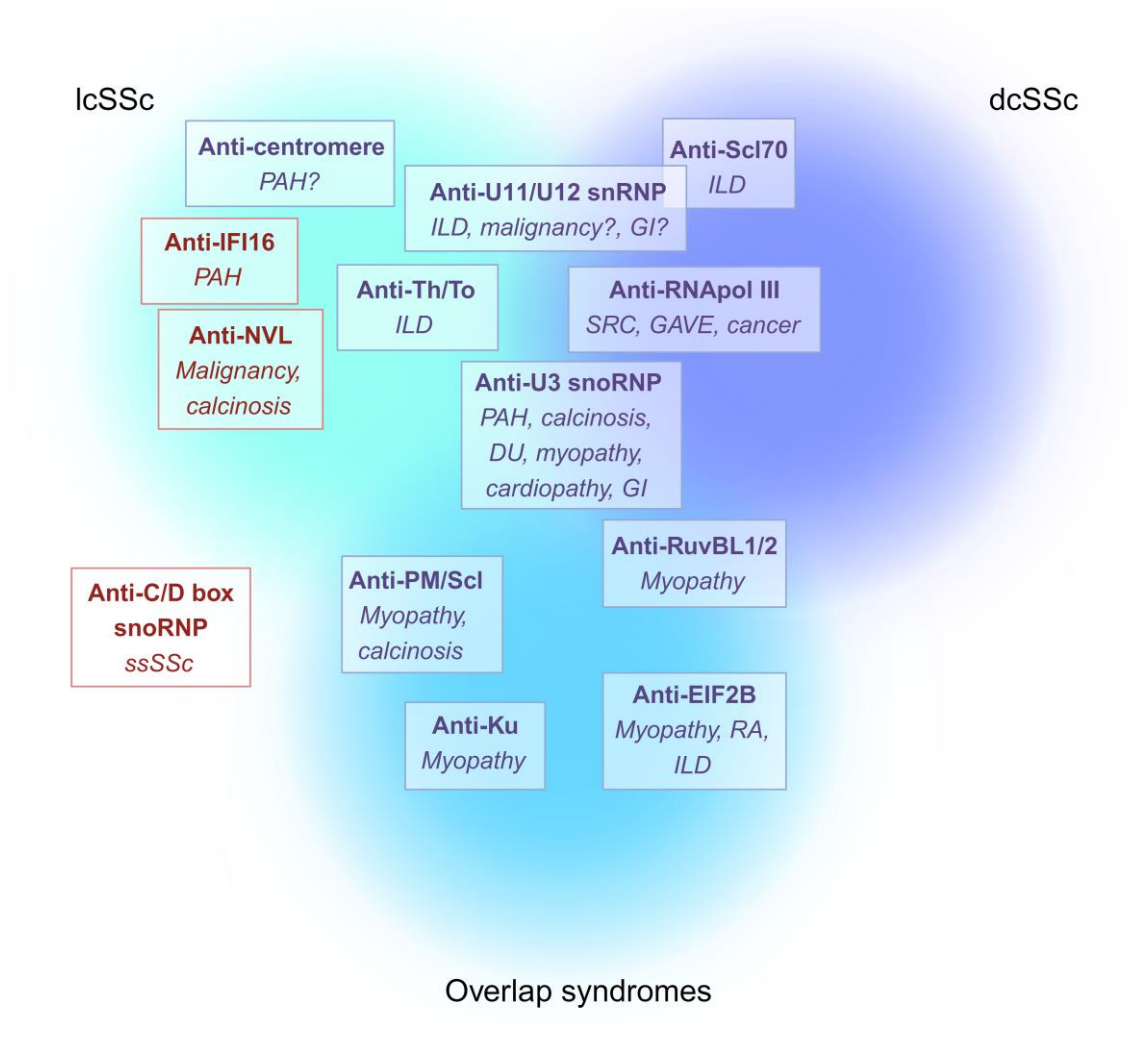 lcSSc
dcSSc
Anti-centromere
PAH?
Anti-Scl70
ILD
Anti-U11/U12 snRNP
ILD, malignancy?, GI?
Anti-IFI16
PAH
Anti-Th/To
ILD
Anti-RNApol III
SRC, GAVE, cancer
Anti-NVL
Malignancy,
calcinosis
Anti-U3 snoRNP
PAH, calcinosis,
DU, myopathy,
cardiopathy, GI
Anti-RuvBL1/2
Myopathy
Anti-C/D box
snoRNP
ssSSc
Anti-PM/Scl
Myopathy,
calcinosis
Anti-EIF2B
Myopathy, RA,
ILD
Anti-Ku
Myopathy
Overlap syndromes